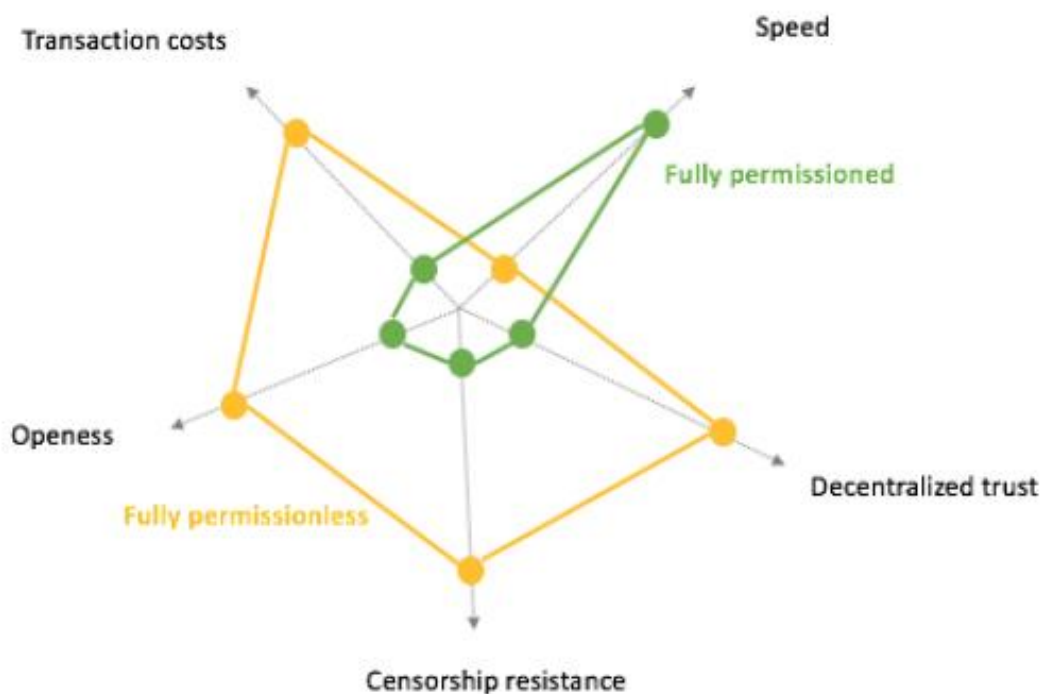 Speed
Transaction costs
Fully permissioned
Openess
Decentralized trust
Fully permissionless
Censorship resistance